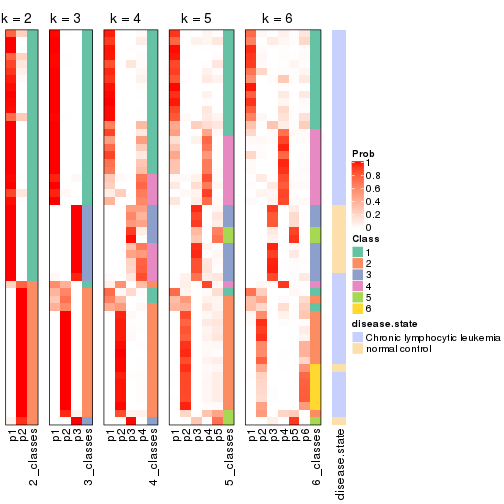 k = 2 k = 3 k = 4 k = 5 k = 6
Prob
1
0.8
0.6
0.4
0.2
0
Class
1
2
3
4
5
6
disease.state
Chronic lymphocytic leukemia
normal control
p1 p2 2_classes p1 p2 p3 3_classes p1 p2 p3 p4 4_classes p1 p2 p3 p4 p5 5_classes p1 p2 p3 p4 p5 p6 6_classes disease.state